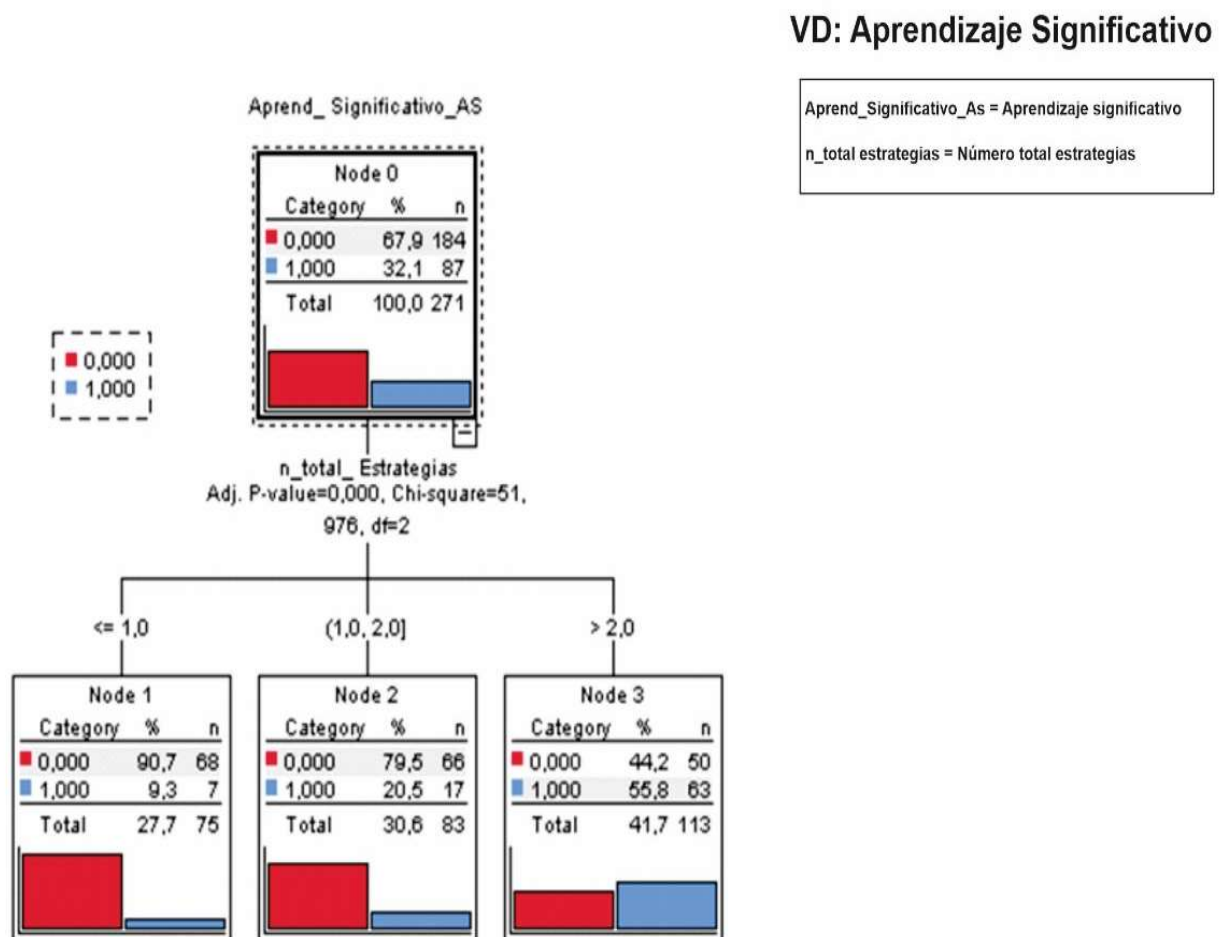 VD: Aprendizaje Significativo
Aprend_Significativo_As = Aprendizaje significativo
n_total estrategias = Número total estrategias
Aprend_ Significativo_AS
Node 0
Category % n
0,000 67,9 184
1,000 32,1 87
Total 100,0 271
0,000
1,000
n_total_ Estrategias
Adj. P-value=0,000, Chi-square=51,
976, df=2
<= 1,0
(1,0, 2,0]
> 2,0
Node 1
Category % n
0,000 90,7 68
1,000 9,3 7
Total 27,7 75
Node 2
Category % n
0,000 79,5 66
1,000 20,5 17
Total 30,6 83
Node 3
Category % n
0,000 44,2 50
1,000 55,8 63
Total 41,7 113